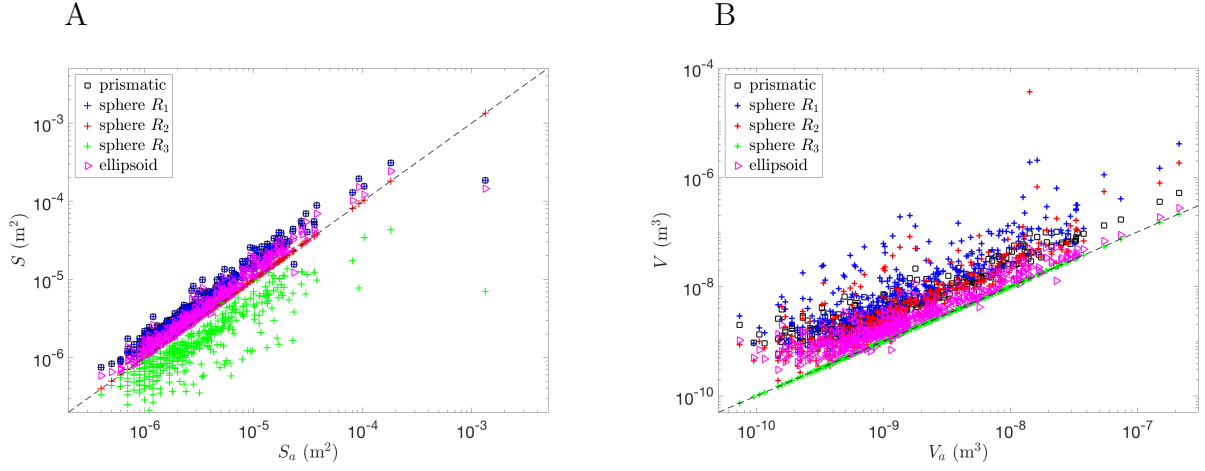 A
B
prismatic
sphere R₁
sphere R₂
sphere R₃
ellipsoid
10⁻³
10⁻⁴
10⁻⁵
10⁻⁶
S (m²)
10⁻⁶ 10⁻⁵ 10⁻⁴ 10⁻³
Sₐ (m²)
prismatic
sphere R₁
sphere R₂
sphere R₃
ellipsoid
10⁻⁴
10⁻⁶
10⁻⁸
10⁻¹⁰
V (m³)
10⁻¹⁰ 10⁻⁹ 10⁻⁸ 10⁻⁷
Vₐ (m³)